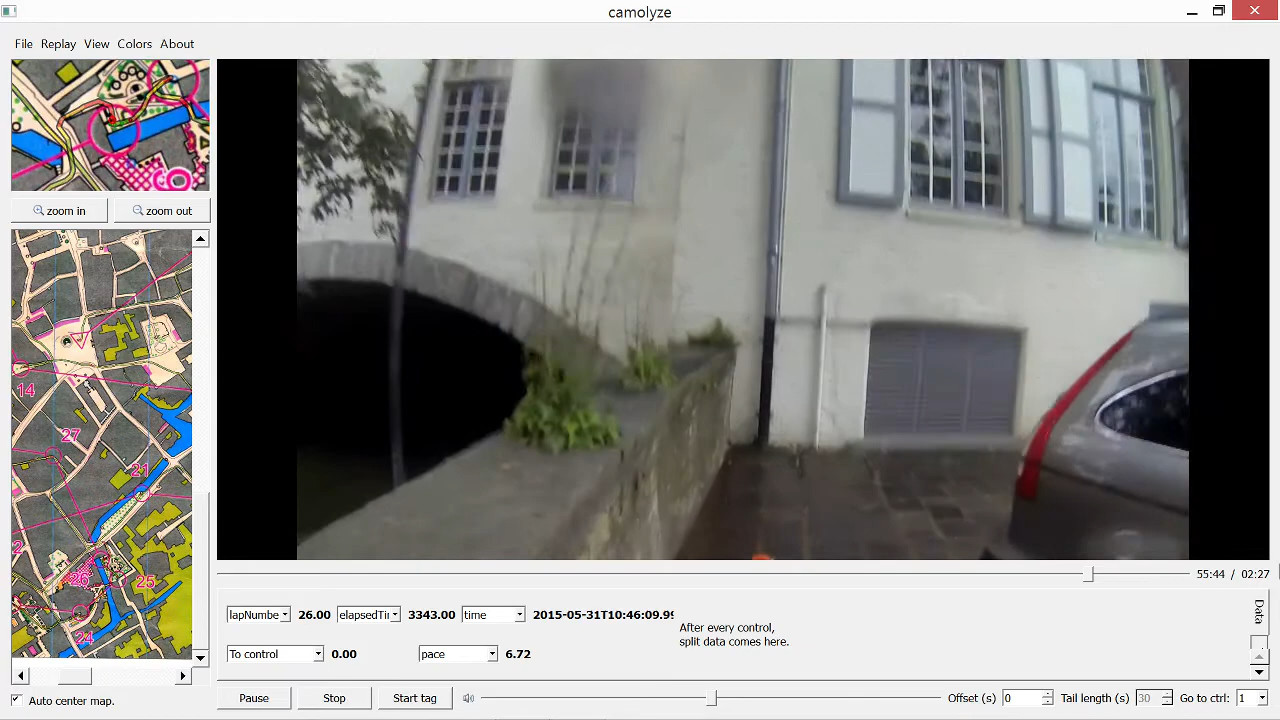 camolyze
File Replay View Colors About
zoom in zoom out
14
27
21
2
26
25
24
55:44 / 02:27
lapNumbe 26.00 elapsedTii 3343.00 time 2015-05-31T10:46:09.99
After every control,
split data comes here.
Data
To control 0.00 pace 6.72
Auto center map.
Pause Stop Start tag Offset (s) 0 Tail length (s) 30 Go to ctrl: 1